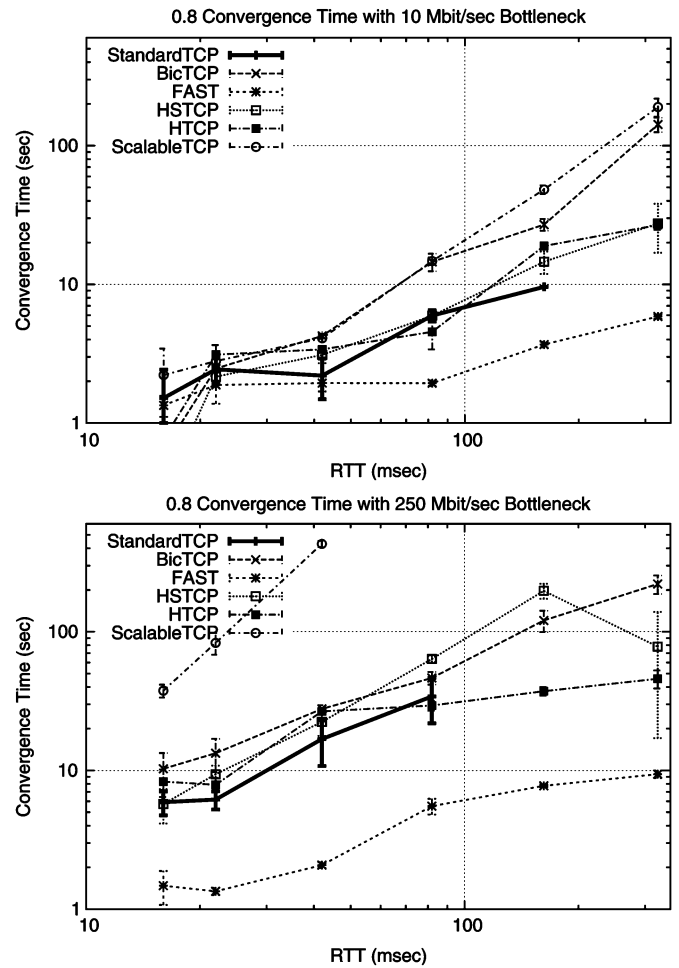 0.8 Convergence Time with 10 Mbit/sec Bottleneck
StandardTCP
BicTCP
FAST
HSTCP
HTCP
ScalableTCP
Convergence Time (sec)
100
10
1
10
100
RTT (msec)
0.8 Convergence Time with 250 Mbit/sec Bottleneck
StandardTCP
BicTCP
FAST
HSTCP
HTCP
ScalableTCP
Convergence Time (sec)
100
10
1
10
100
RTT (msec)